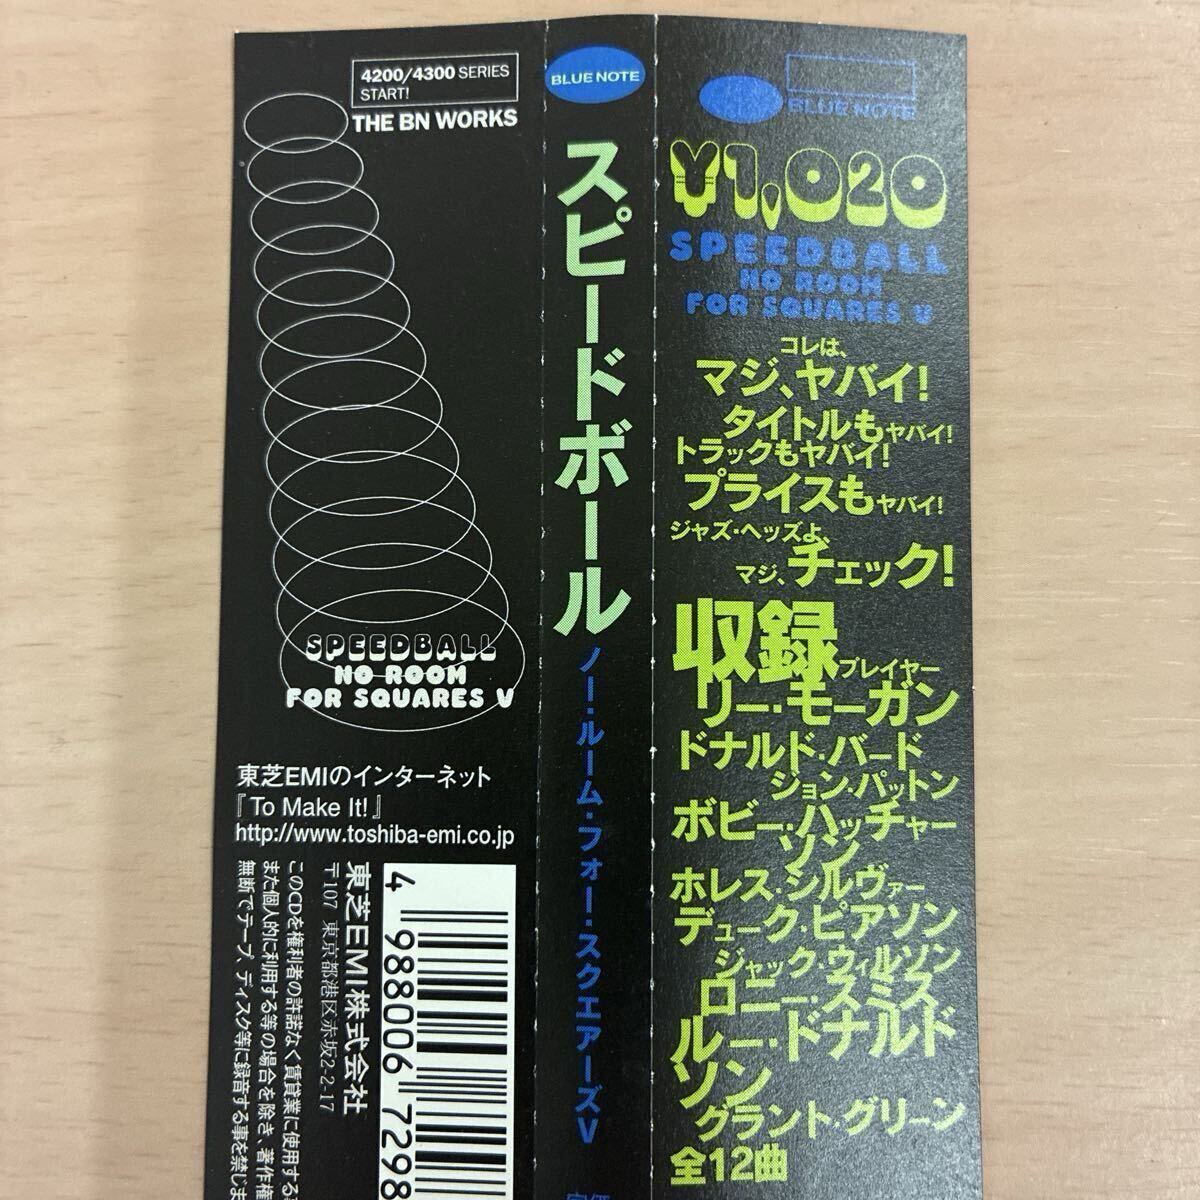 4200/4300 SERIES
START!
THE BN WORKS
SPEEDBALL
NO ROOM
FOR SQUARES V
東芝EMIのインターネット
『To Make It!』
http://www.toshiba-emi.co.jp
東芝EMI株式会社
〒107 東京都港区赤坂2-2-17
このCDを権利者の許諾なく賃貸業に使用する
また個人的に利用する等の場合を除き、著作権
無断でテープ、ディスク等に録音する事を禁じま
4 988006 7298
BLUE NOTE
スピードボール
ノー・ルーム・フォー・スクエアーズV
定価
BLUE NOTE
¥1,020
SPEEDBALL
NO ROOM
FOR SQUARES V
コレは、
マジ、ヤバイ!
タイトルもヤバイ!
トラックもヤバイ!
プライスもヤバイ!
ジャズ・ヘッズよ、
マジ、チェック!
収録プレイヤー
リー・モーガン
ドナルド・バード
ジョン・パットン
ボビー・ハッチャー
ソン
ホレス・シルヴァー
デューク・ピアソン
ジャック・ウィルソン
ロニー・スミス
ルー・ドナルド
ソン
グラント・グリーン
全12曲